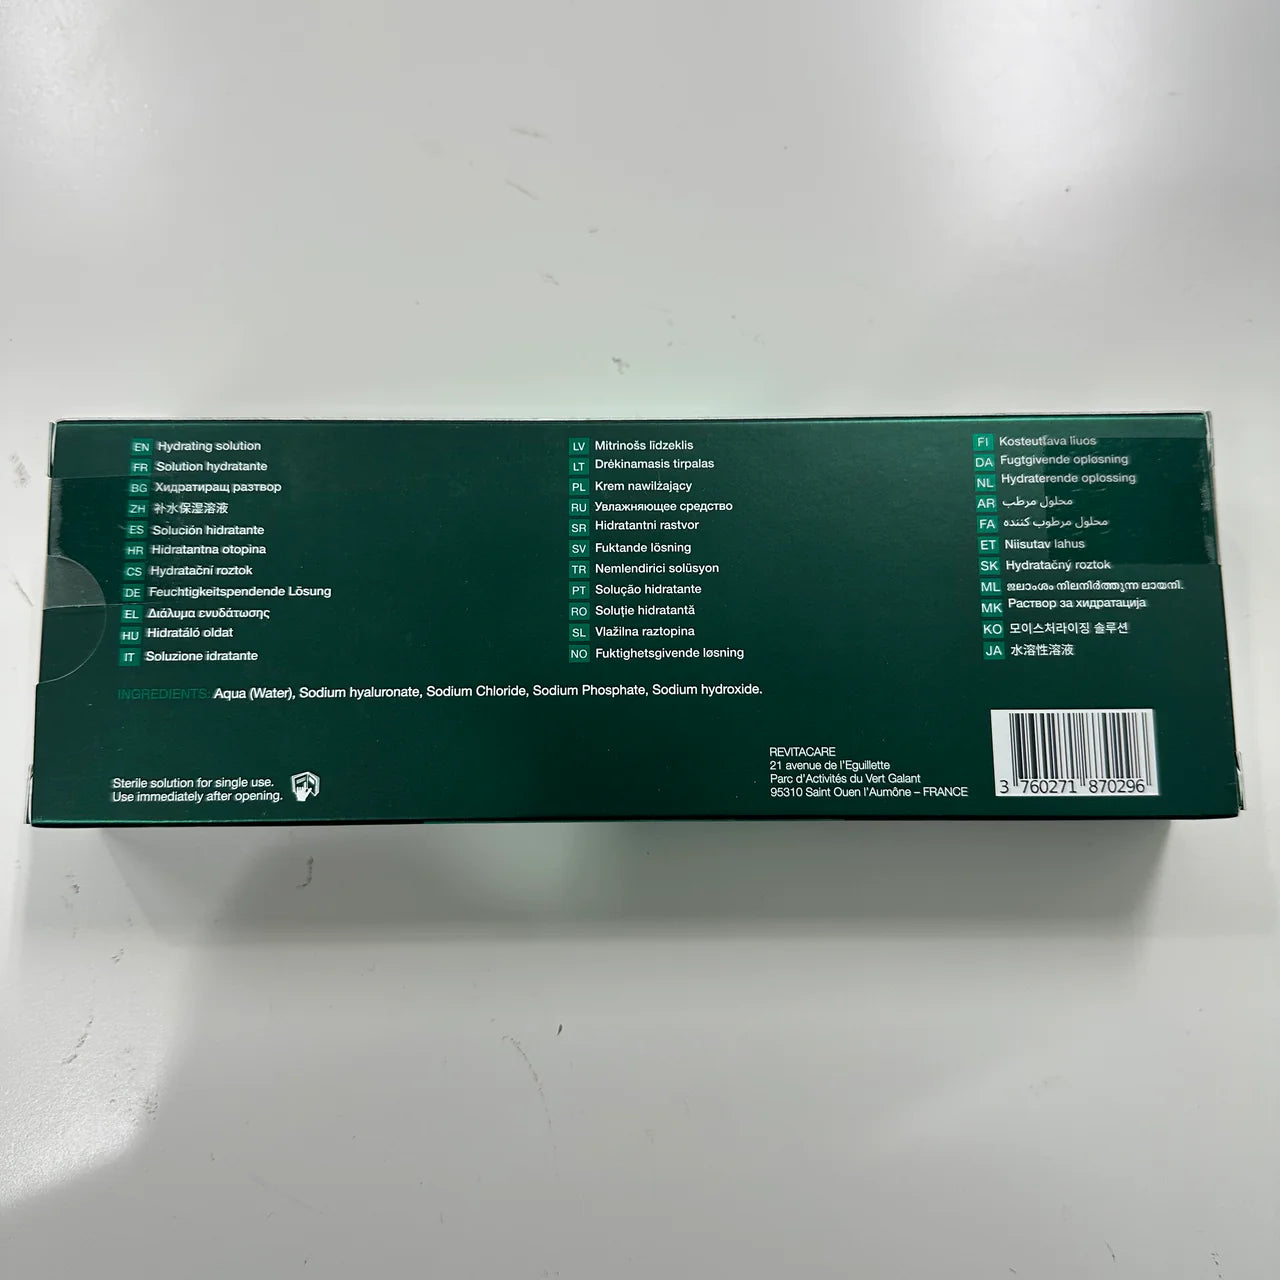 EN Hydrating solution
FR Solution hydratante
BG Хидратиращ разтвор
ZH 补水保湿溶液
ES Solución hidratante
HR Hidratantna otopina
CS Hydratační roztok
DE Feuchtigkeitspendende Lösung
EL Διάλυμα ενυδάτωσης
HU Hidratáló oldat
IT Soluzione idratante
LV Mitrinošs līdzeklis
LT Drėkinamasis tirpalas
PL Krem nawilżający
RU Увлажняющее средство
SR Hidratantni rastvor
SV Fuktande lösning
TR Nemlendirici solüsyon
PT Solução hidratante
RO Soluție hidratantă
SL Vlažilna raztopina
NO Fuktighetsgivende løsning
FI Kosteuttava liuos
DA Fugtgivende opløsning
NL Hydraterende oplossing
AR محلول مرطب
FA محلول مرطوب کننده
ET Niisutav lahus
SK Hydratačný roztok
ML ജലാംശം നിലനിർത്തുന്ന ലായനി.
MK Раствор за хидратација
KO 모이스처라이징 솔루션
JA 水溶性溶液
INGREDIENTS: Aqua (Water), Sodium hyaluronate, Sodium Chloride, Sodium Phosphate, Sodium hydroxide.
Sterile solution for single use.
Use immediately after opening.
REVITACARE
21 avenue de l'Eguillette
Parc d'Activités du Vert Galant
95310 Saint Ouen l'Aumône – FRANCE
3 760271 870296